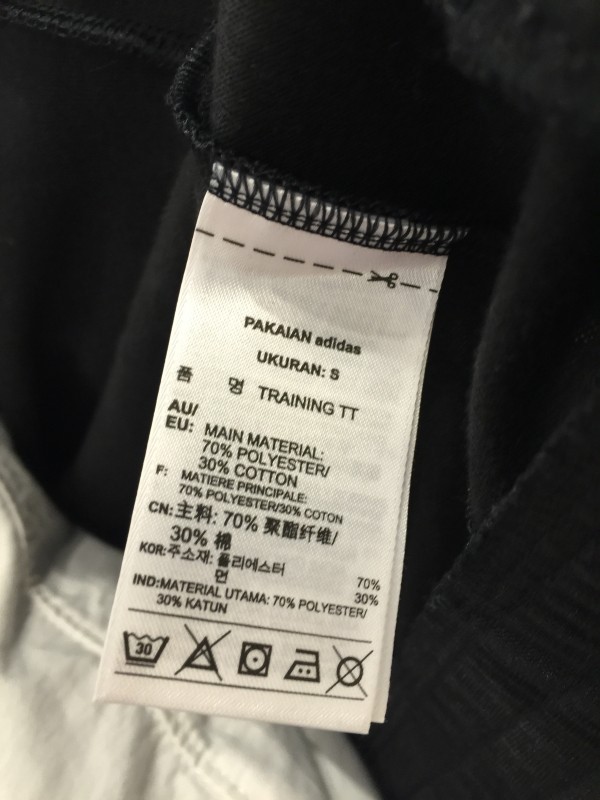 PAKAIAN adidas
UKURAN: S
품 명 TRAINING TT
AU/
EU: MAIN MATERIAL:
70% POLYESTER/
30% COTTON
F: MATIERE PRINCIPALE:
70% POLYESTER/30% COTON
CN: 主料: 70% 聚酯纤维/
30% 棉
KOR: 주소재: 폴리에스터 70%
면 30%
IND: MATERIAL UTAMA: 70% POLYESTER/
30% KATUN
30